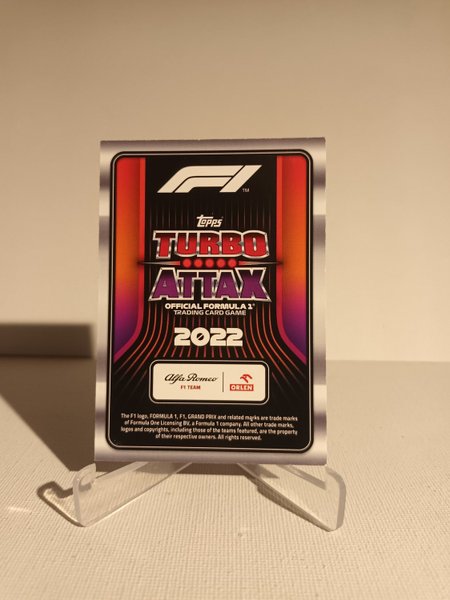 F1
TM
Topps
TURBO
ATTAX
OFFICIAL FORMULA 1®
TRADING CARD GAME
2022
Alfa Romeo
F1 TEAM
ORLEN
The F1 logo, FORMULA 1, F1, GRAND PRIX and related marks are trade marks
of Formula One Licensing BV, a Formula 1 company. All other trade marks,
logos and copyrights, including those of the teams featured, are the property
of their respective owners. All rights reserved.